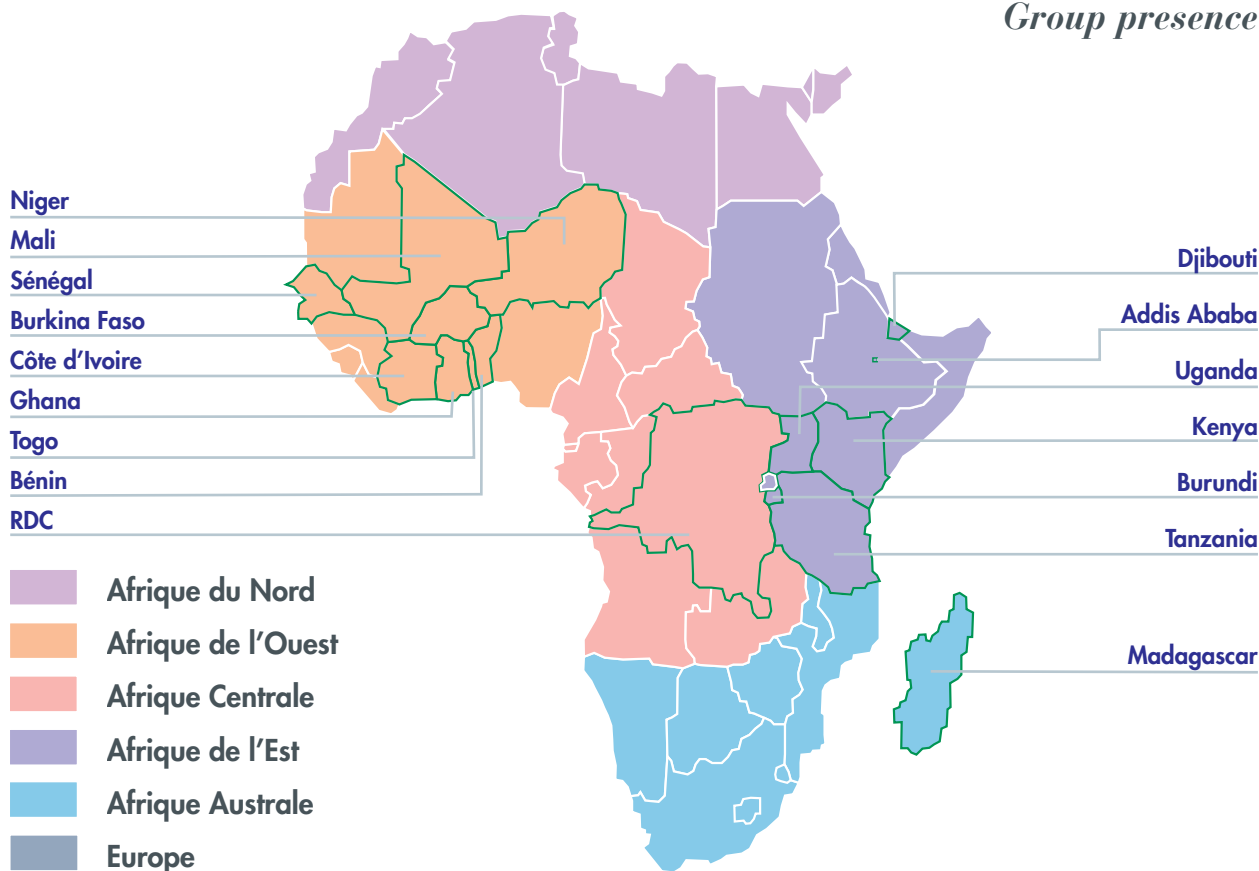 Group presence
Niger
Mali
Sénégal
Burkina Faso
Côte d’Ivoire
Ghana
Togo
Bénin
RDC
Djibouti
Addis Ababa
Uganda
Kenya
Burundi
Tanzania
Madagascar
Afrique du Nord
Afrique de l’Ouest
Afrique Centrale
Afrique de l’Est
Afrique Australe
Europe